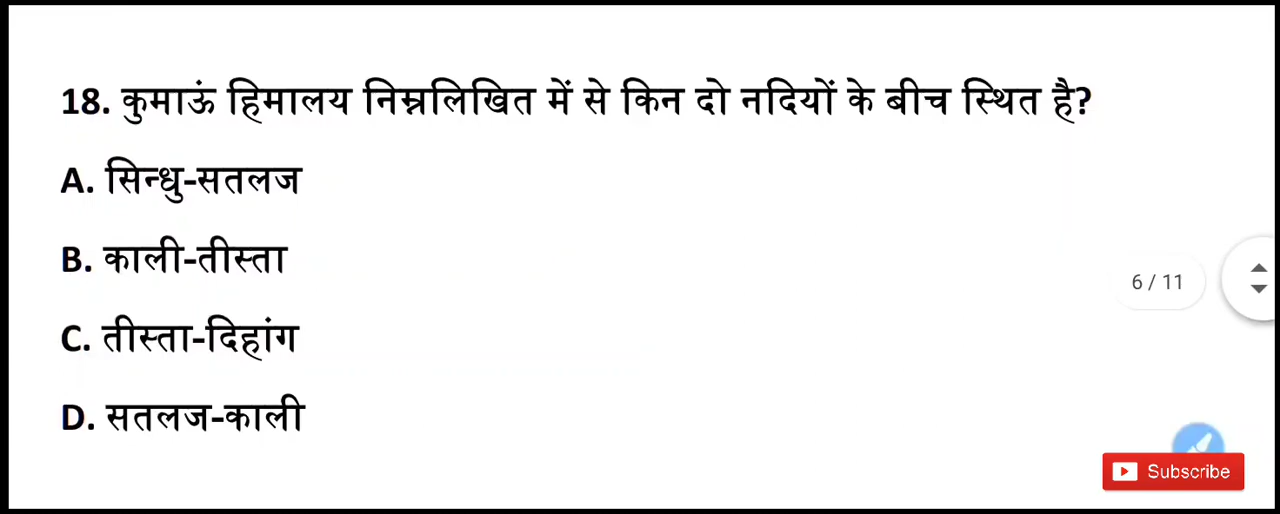 18. कुमाऊं हिमालय निम्नलिखित में से किन दो नदियों के बीच स्थित है?
A. सिन्धु-सतलज
B. काली-तीस्ता
6 / 11
C. तीस्ता-दिहांग
D. सतलज-काली
Subscribe